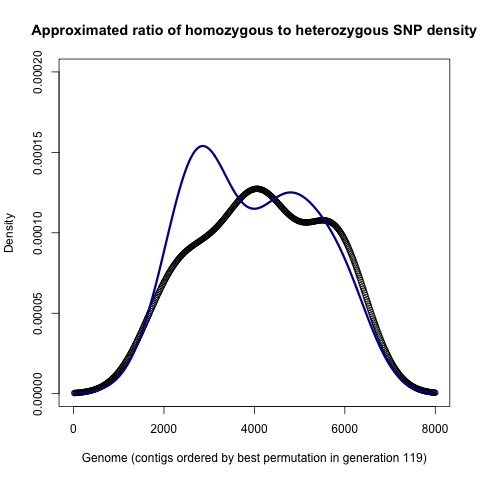 Approximated ratio of homozygous to heterozygous SNP density
0.00020
0.00015
0.00010
0.00005
0.00000
Density
0 2000 4000 6000 8000
Genome (contigs ordered by best permutation in generation 119)